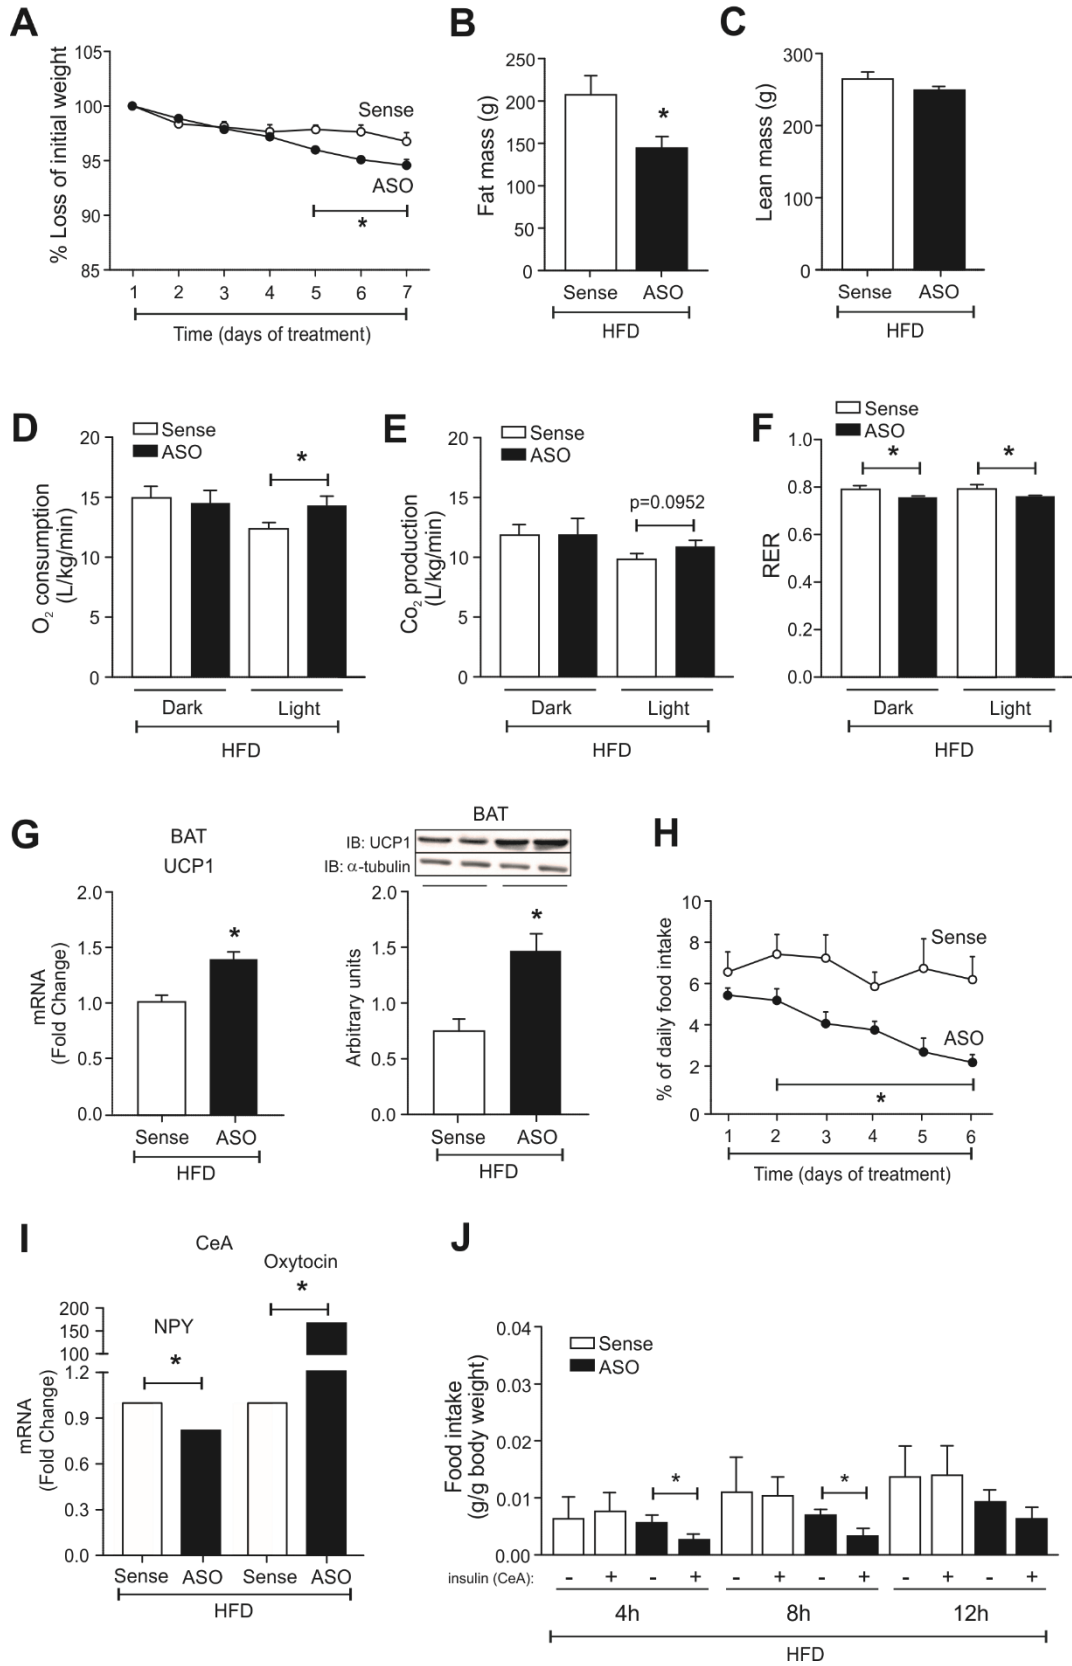 A
% Loss of initial weight
105
100
95
90
85
Sense
ASO
*
1 2 3 4 5 6 7
Time (days of treatment)
B
Fat mass (g)
250
200
150
100
50
0
*
Sense ASO
HFD
C
Lean mass (g)
300
200
100
0
Sense ASO
HFD
D
Sense
ASO
O2 consumption
(L/kg/min)
20
15
10
5
0
*
Dark Light
HFD
E
Sense
ASO
Co2 production
(L/kg/min)
20
15
10
5
0
p=0.0952
Dark Light
HFD
F
Sense
ASO
RER
1.0
0.8
0.6
0.4
0.2
0.0
* *
Dark Light
HFD
G
BAT
UCP1
mRNA
(Fold Change)
2.0
1.5
1.0
0.5
0.0
*
Sense ASO
HFD
BAT
IB: UCP1
IB: α-tubulin
Arbitrary units
2.0
1.5
1.0
0.5
0.0
*
Sense ASO
HFD
H
% of daily food intake
10
8
6
4
2
0
Sense
ASO
*
1 2 3 4 5 6
Time (days of treatment)
I
CeA
Oxytocin
*
NPY
*
mRNA
(Fold Change)
200
150
100
1.2
0.9
0.6
0.3
0.0
Sense ASO Sense ASO
HFD
J
Sense
ASO
Food intake
(g/g body weight)
0.04
0.03
0.02
0.01
0.00
* *
insulin (CeA): - + - + - + - + - + - +
4h 8h 12h
HFD